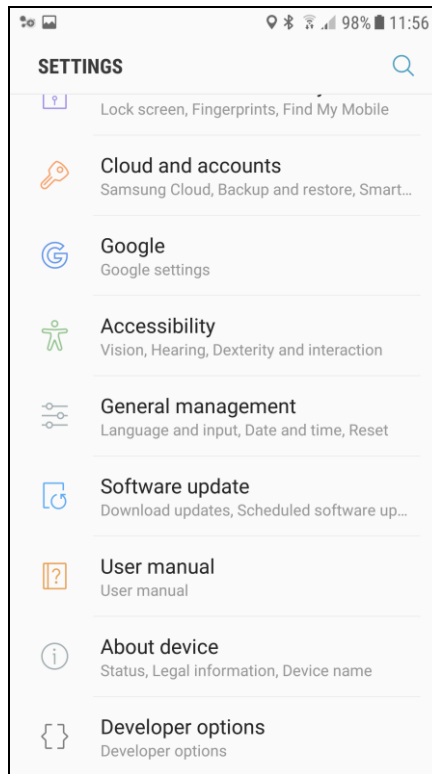 98% 11:56
SETTINGS
Lock screen, Fingerprints, Find My Mobile
Cloud and accounts
Samsung Cloud, Backup and restore, Smart...
Google
Google settings
Accessibility
Vision, Hearing, Dexterity and interaction
General management
Language and input, Date and time, Reset
Software update
Download updates, Scheduled software up...
User manual
User manual
About device
Status, Legal information, Device name
Developer options
Developer options